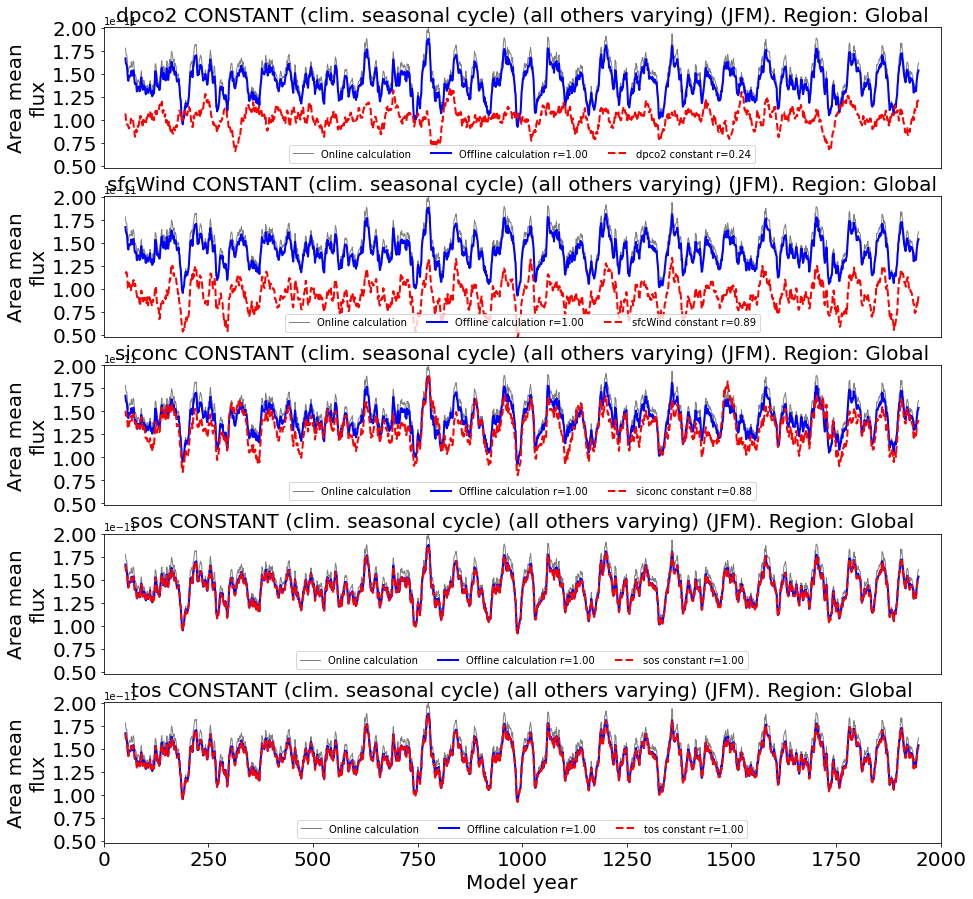 dpco2 CONSTANT (clim. seasonal cycle) (all others varying) (JFM). Region: Global
1e−11
2.00
1.75
1.50
1.25
1.00
0.75
0.50
Area mean
flux
Online calculation Offline calculation r=1.00 dpco2 constant r=0.24
sfcWind CONSTANT (clim. seasonal cycle) (all others varying) (JFM). Region: Global
1e−11
2.00
1.75
1.50
1.25
1.00
0.75
0.50
Area mean
flux
Online calculation Offline calculation r=1.00 sfcWind constant r=0.89
siconc CONSTANT (clim. seasonal cycle) (all others varying) (JFM). Region: Global
1e−11
2.00
1.75
1.50
1.25
1.00
0.75
0.50
Area mean
flux
Online calculation Offline calculation r=1.00 siconc constant r=0.88
sos CONSTANT (clim. seasonal cycle) (all others varying) (JFM). Region: Global
1e−11
2.00
1.75
1.50
1.25
1.00
0.75
0.50
Area mean
flux
Online calculation Offline calculation r=1.00 sos constant r=1.00
tos CONSTANT (clim. seasonal cycle) (all others varying) (JFM). Region: Global
1e−11
2.00
1.75
1.50
1.25
1.00
0.75
0.50
Area mean
flux
Online calculation Offline calculation r=1.00 tos constant r=1.00
0 250 500 750 1000 1250 1500 1750 2000
Model year